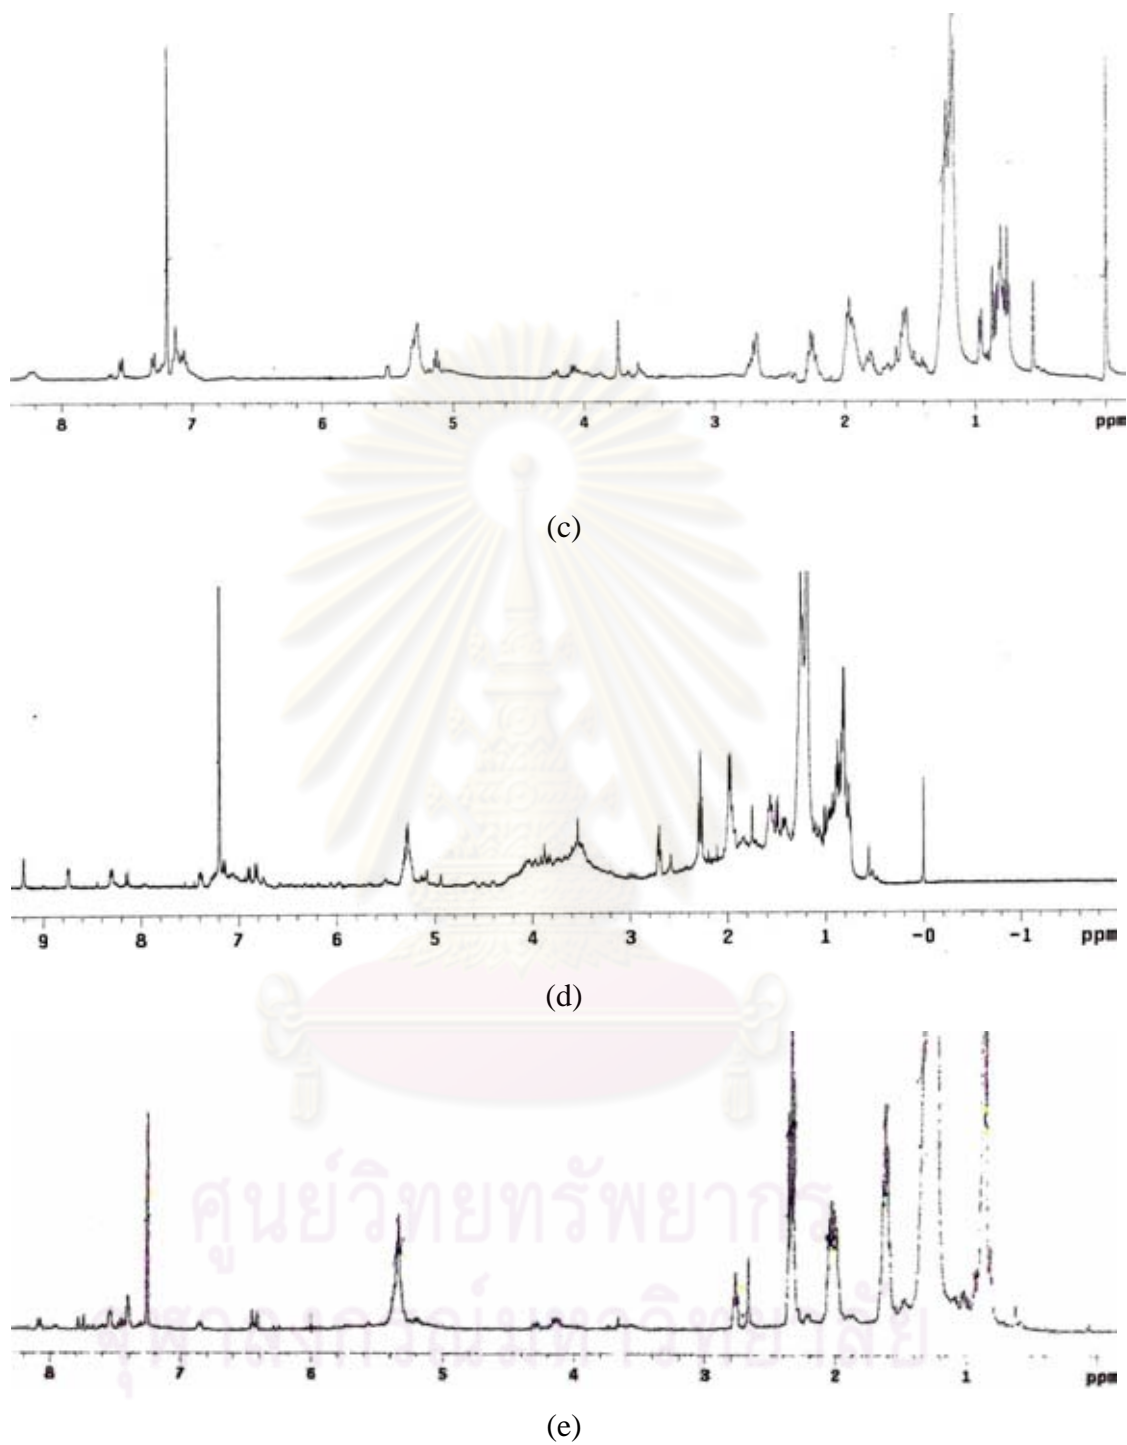 8 7 6 5 4 3 2 1 ppm
(c)
9 8 7 6 5 4 3 2 1 -0 -1 ppm
(d)
ศูนย์วิทยทรัพยากร
จุฬาลงกรณ์มหาวิทยาลัย
8 7 6 5 4 3 2 1 ppm
(e)